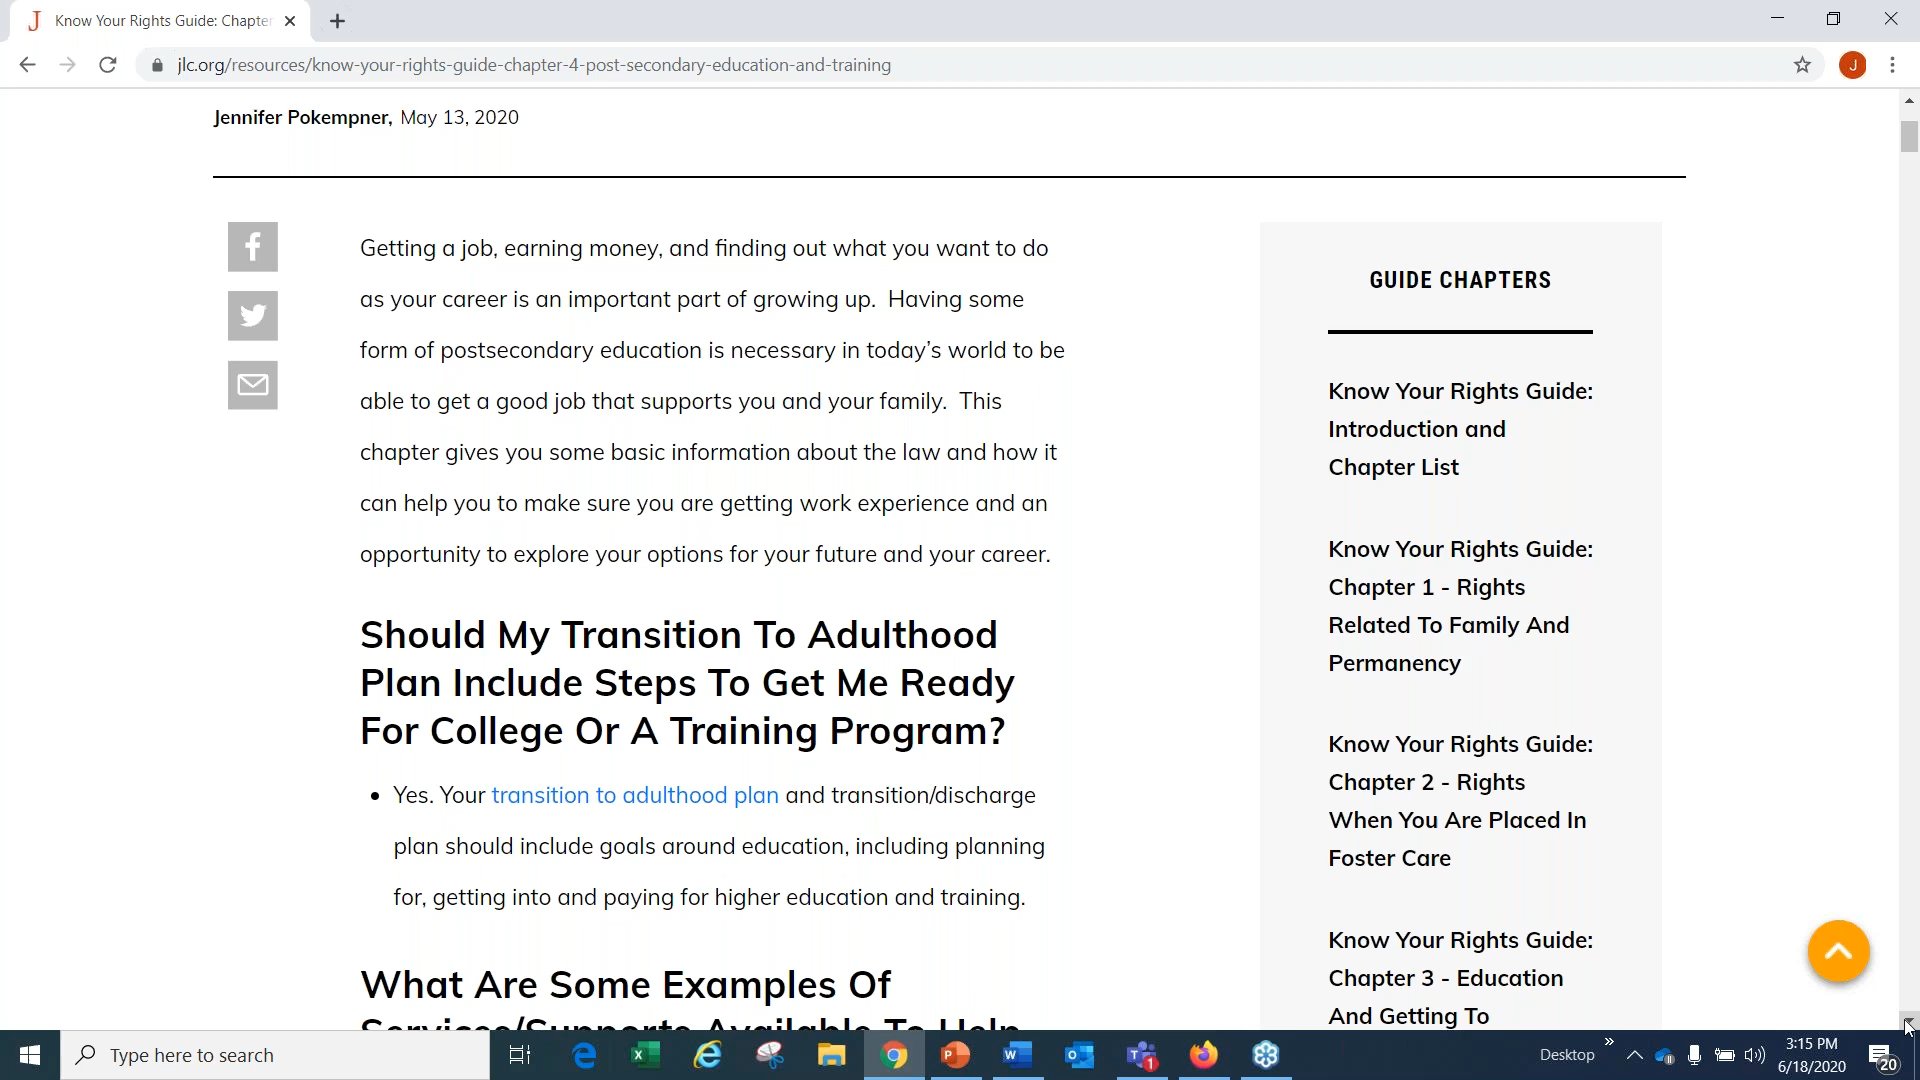 Know Your Rights Guide: Chapter
jlc.org/resources/know-your-rights-guide-chapter-4-post-secondary-education-and-training
J
Jennifer Pokempner, May 13, 2020
Getting a job, earning money, and finding out what you want to do
as your career is an important part of growing up. Having some
form of postsecondary education is necessary in today’s world to be
able to get a good job that supports you and your family. This
chapter gives you some basic information about the law and how it
can help you to make sure you are getting work experience and an
opportunity to explore your options for your future and your career.
Should My Transition To Adulthood
Plan Include Steps To Get Me Ready
For College Or A Training Program?
• Yes. Your transition to adulthood plan and transition/discharge
plan should include goals around education, including planning
for, getting into and paying for higher education and training.
What Are Some Examples Of
Services/Supports Available To Help
GUIDE CHAPTERS
Know Your Rights Guide:
Introduction and
Chapter List
Know Your Rights Guide:
Chapter 1 - Rights
Related To Family And
Permanency
Know Your Rights Guide:
Chapter 2 - Rights
When You Are Placed In
Foster Care
Know Your Rights Guide:
Chapter 3 - Education
And Getting To
Type here to search
Desktop
3:15 PM
6/18/2020
20